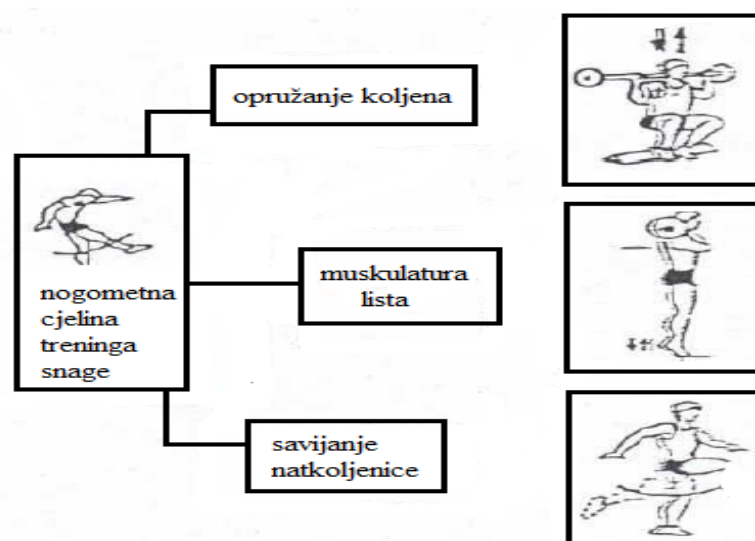 opružanje koljena
nogometna
cjelina
treninga
snage
muskulatura
lista
savijanje
natkoljenice